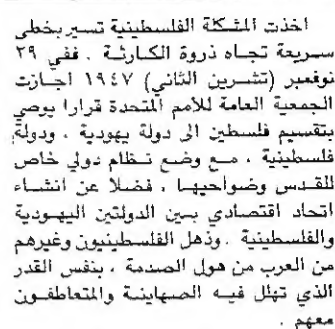 اخذت المشكلة الفلسطينية تسير بخطى
سريعة تجاه ذروة الكارثة . ففي ٢٩
نوفمبر (تشرين الثاني) ١٩٤٧ اجازت
الجمعية العامة للأمم المتحدة قرارا يوصي
بتقسيم فلسطين الى دولة يهودية ، ودولة
فلسطينية ، مع وضع نظام دولي خاص
للقدس وضواحيها ، فضلا عن انشاء
اتحاد اقتصادي بين الدولتين اليهودية
والفلسطينية . وذهل الفلسطينيون وغيرهم
من العرب من هول الصدمة ، بنفس القدر
الذي تهلل فيه الصهاينة والمتعاطفون
معهم .